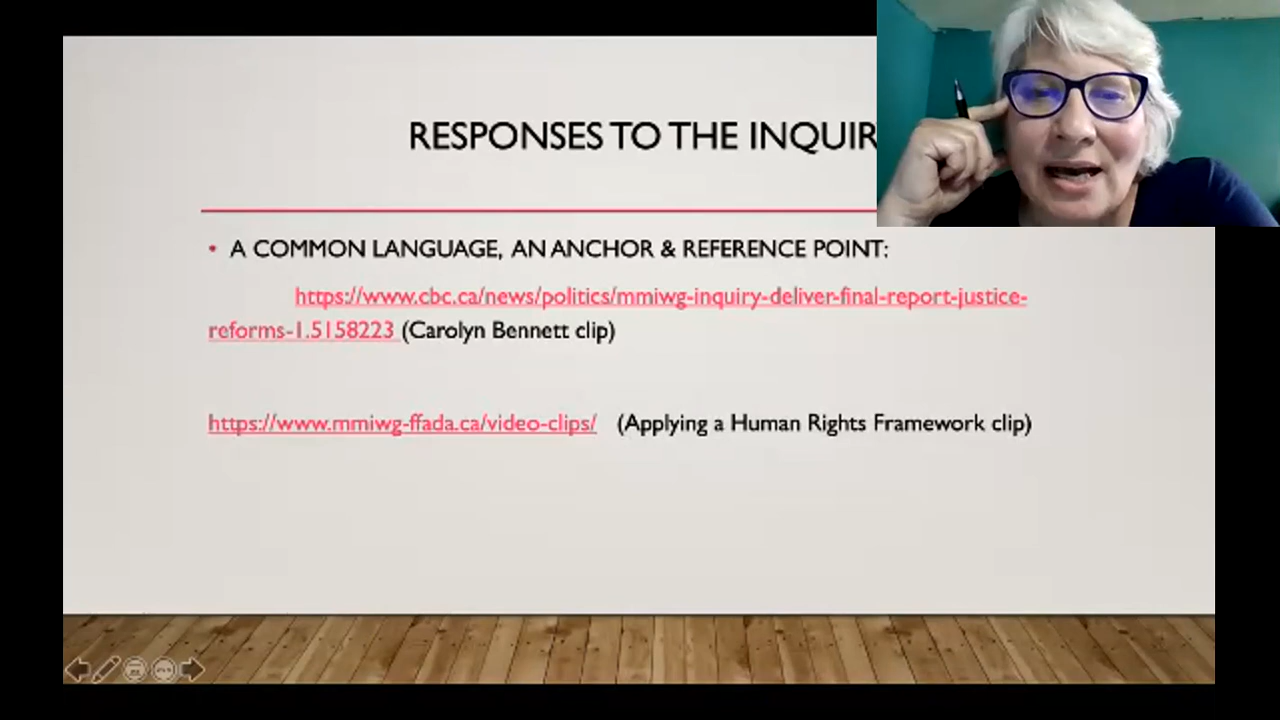 RESPONSES TO THE INQUIR
• A COMMON LANGUAGE, AN ANCHOR & REFERENCE POINT:
https://www.cbc.ca/news/politics/mmiwg-inquiry-deliver-final-report-justice-
reforms-1.5158223 (Carolyn Bennett clip)
https://www.mmiwg-ffada.ca/video-clips/ (Applying a Human Rights Framework clip)